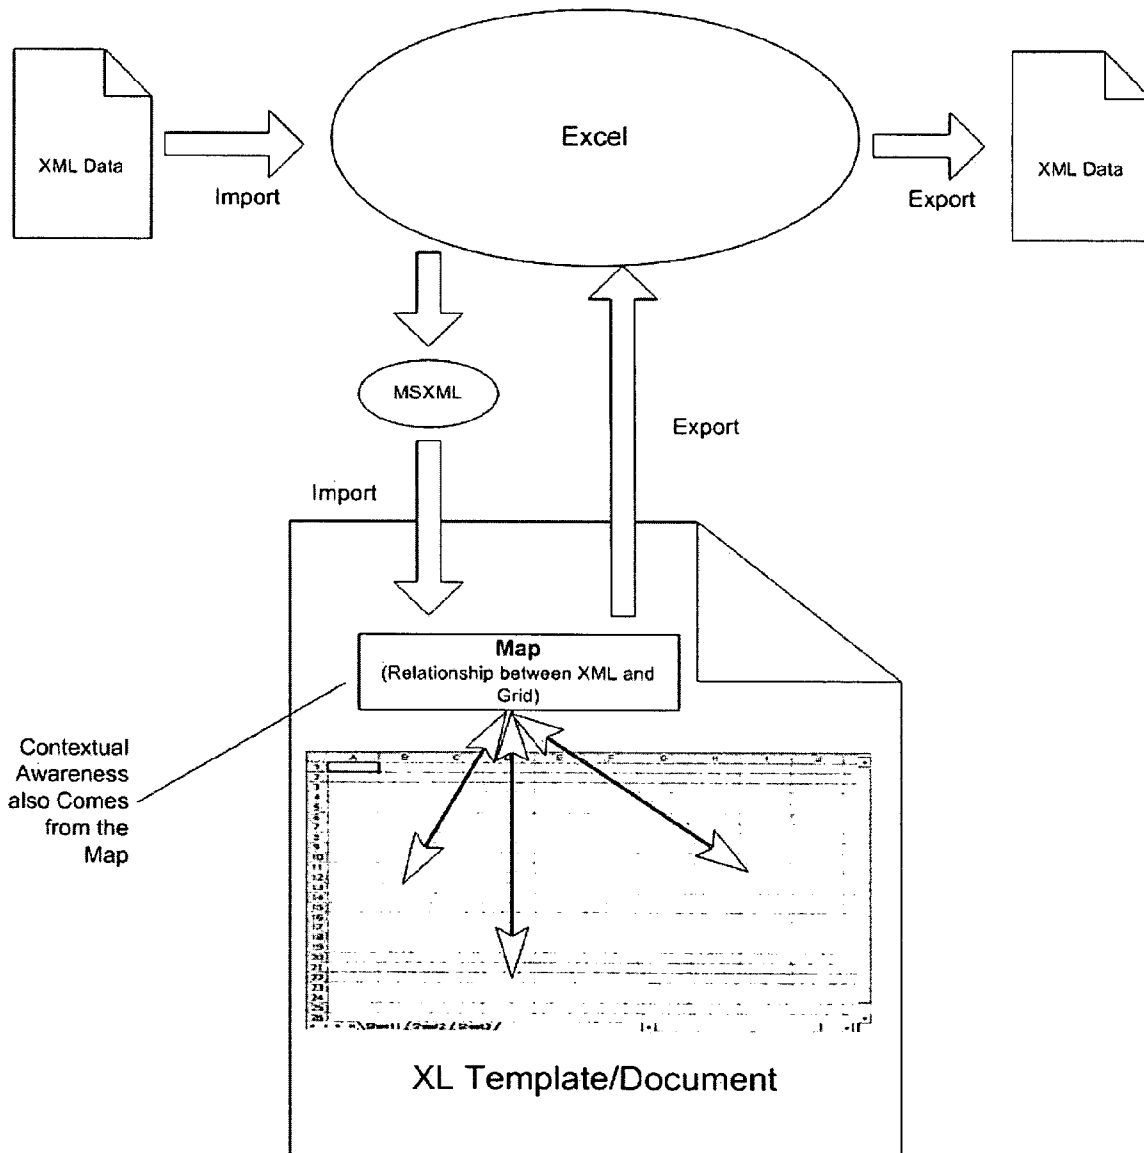 Excel
XML Data
Import
XML Data
Export
MSXML
Export
Import
Map
(Relationship between XML and
Grid)
Contextual
Awareness
also Comes
from the
Map
XL Template/Document